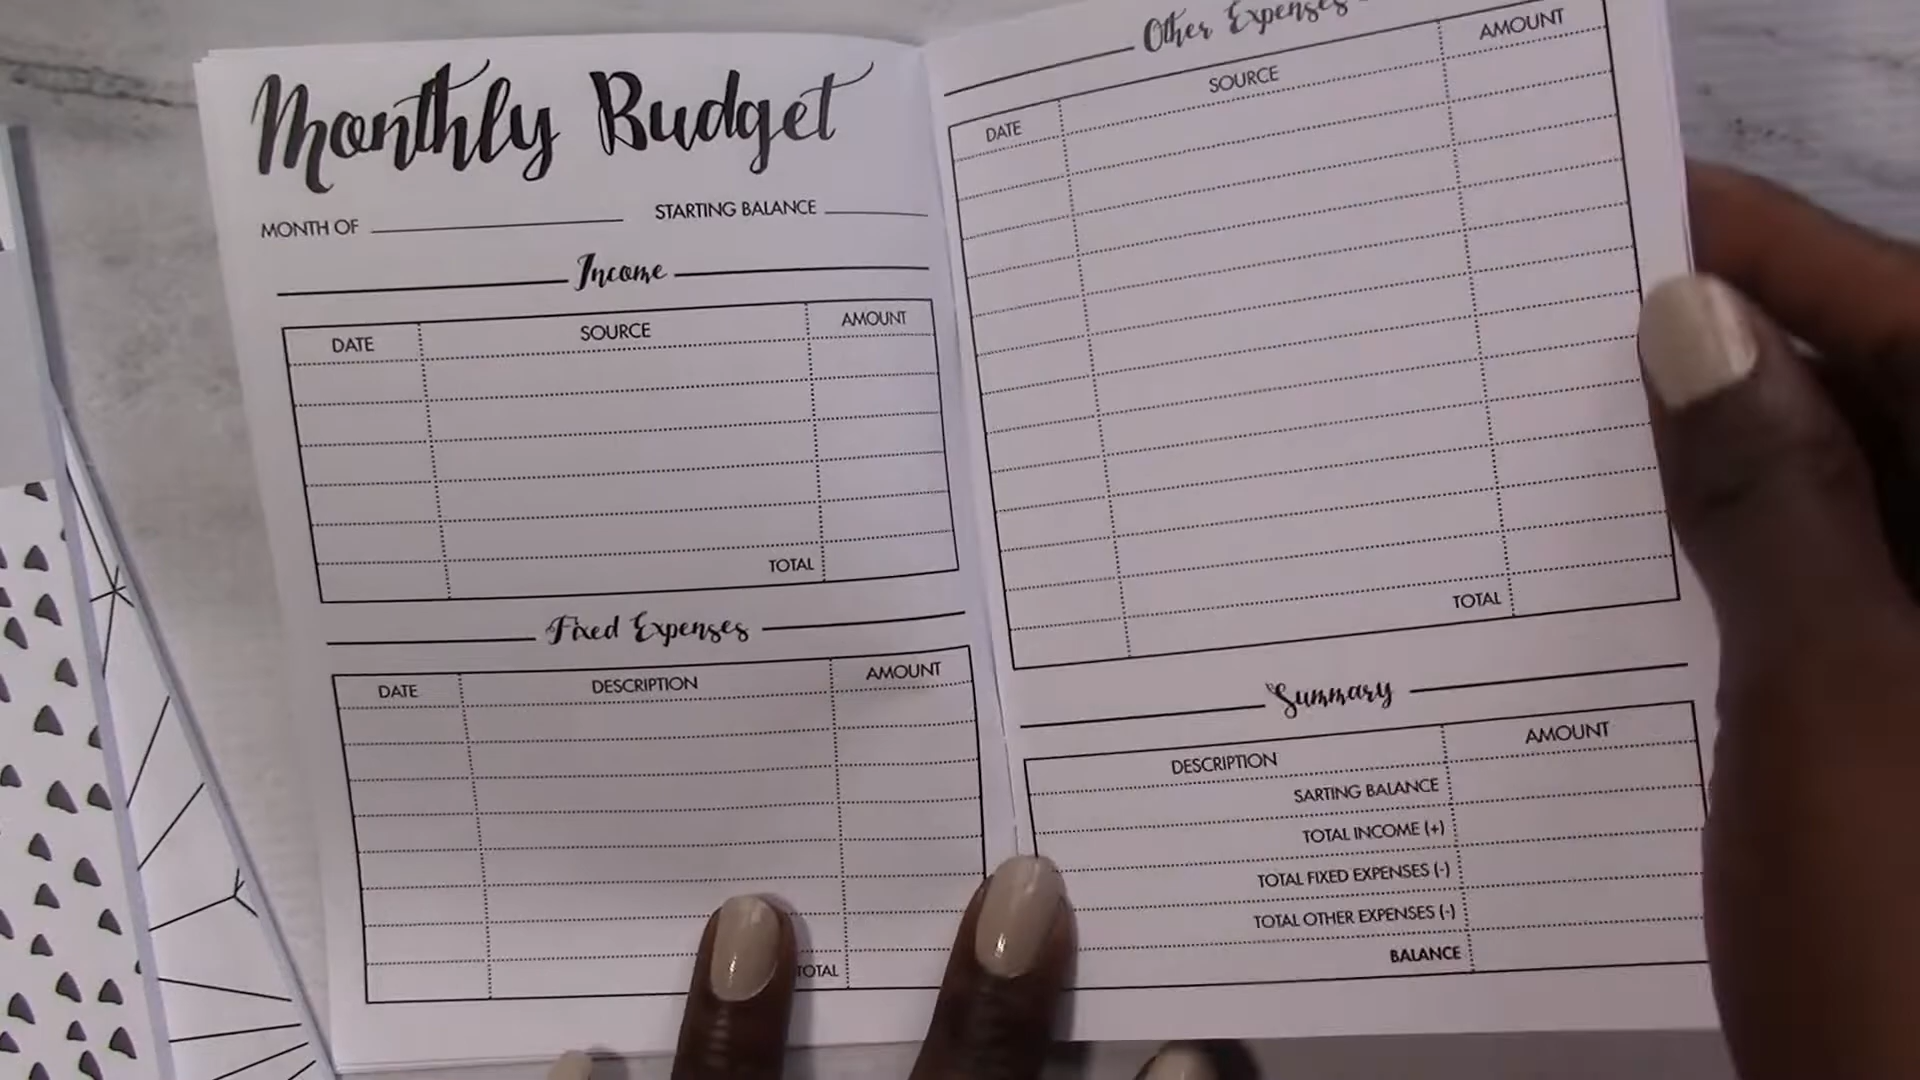 Monthly Budget
MONTH OF STARTING BALANCE
Income
DATE SOURCE AMOUNT
TOTAL
Fixed Expenses
DATE DESCRIPTION AMOUNT
TOTAL
Other Expenses
DATE SOURCE AMOUNT
TOTAL
Summary
DESCRIPTION AMOUNT
SARTING BALANCE
TOTAL INCOME (+)
TOTAL FIXED EXPENSES (-)
TOTAL OTHER EXPENSES (-)
BALANCE